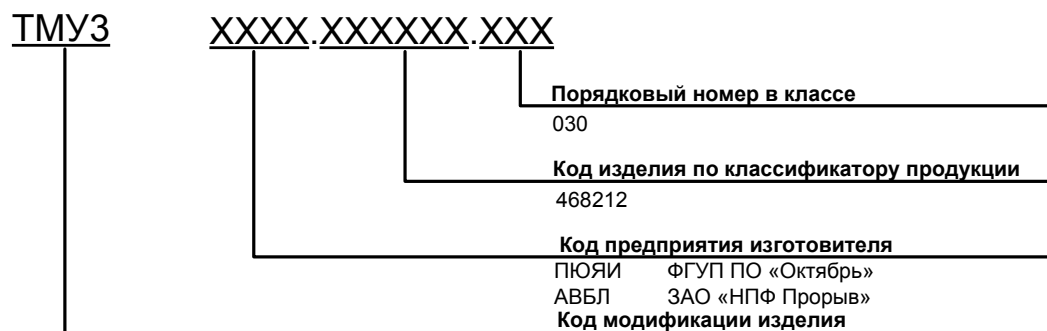 ТМУ3 XXXX.XXXXXX.XXX
Порядковый номер в классе
030
Код изделия по классификатору продукции
468212
Код предприятия изготовителя
ПЮЯИ ФГУП ПО «Октябрь»
АВБЛ ЗАО «НПФ Прорыв»
Код модификации изделия